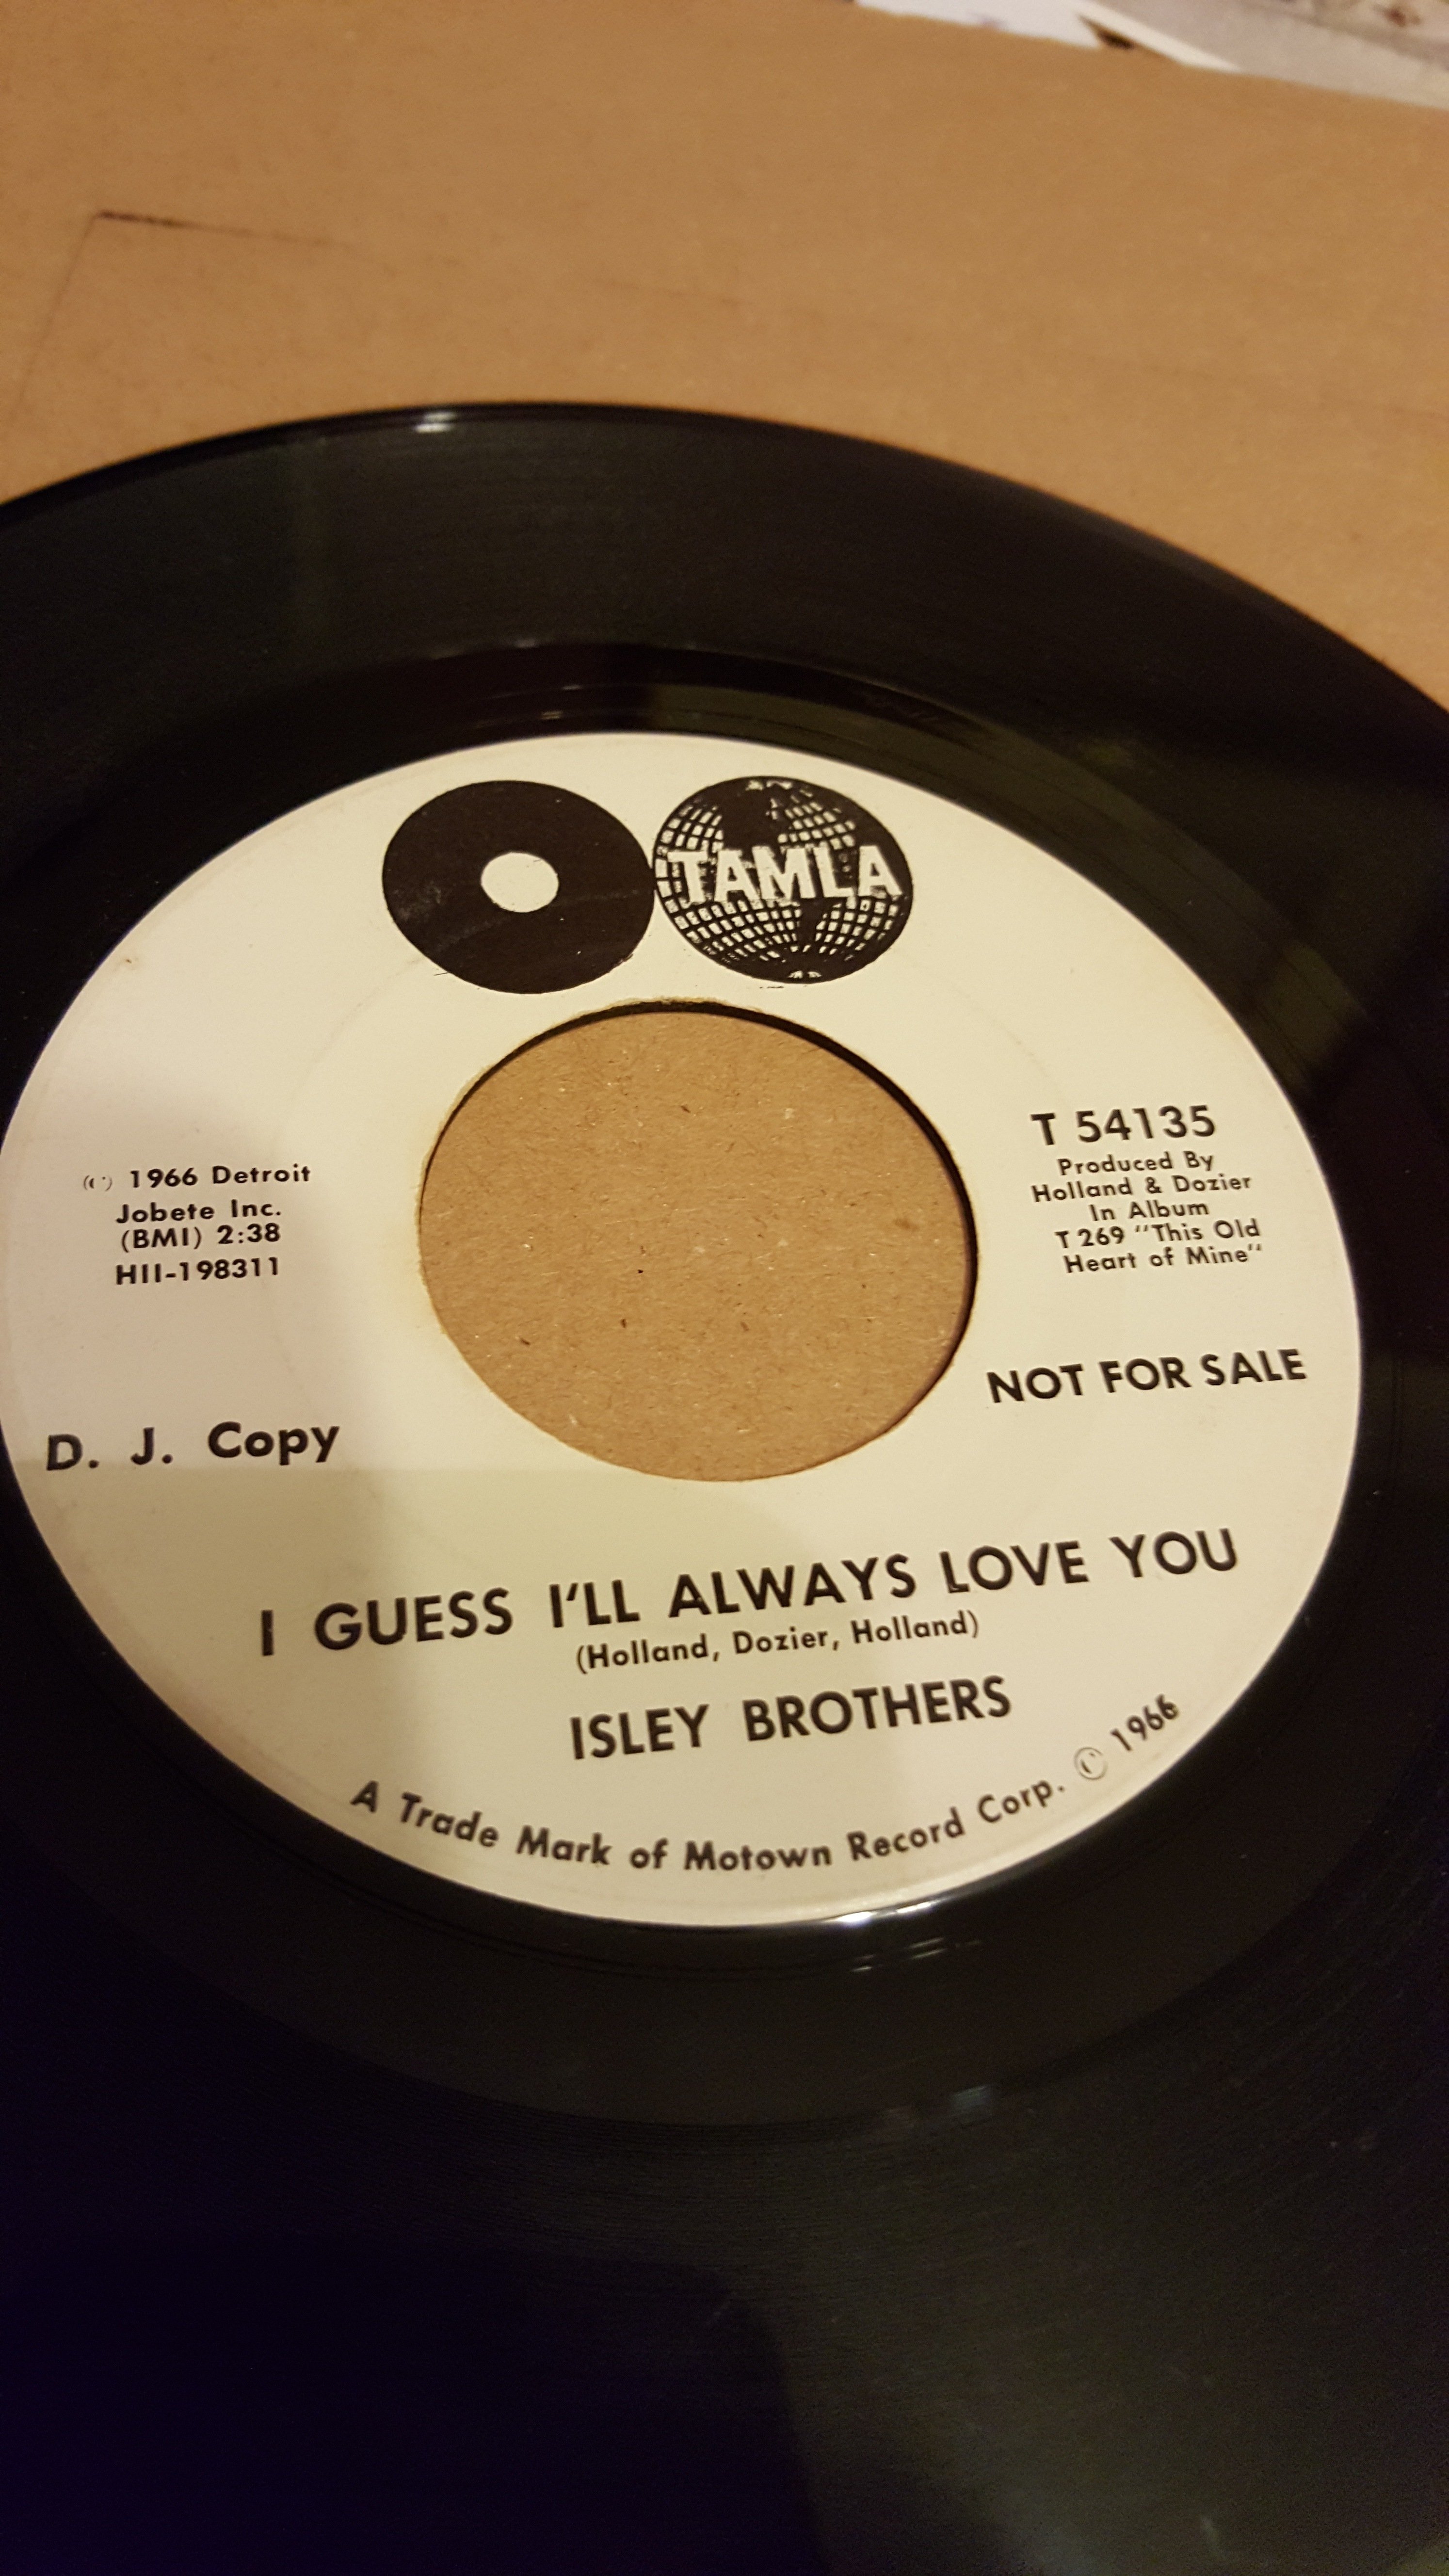 TAMLA
© 1966 Detroit
Jobete Inc.
(BMI) 2:38
HII-198311
T 54135
Produced By
Holland & Dozier
In Album
T 269 "This Old
Heart of Mine"
NOT FOR SALE
D. J. Copy
I GUESS I'LL ALWAYS LOVE YOU
(Holland, Dozier, Holland)
ISLEY BROTHERS
A Trade Mark of Motown Record Corp. © 1966